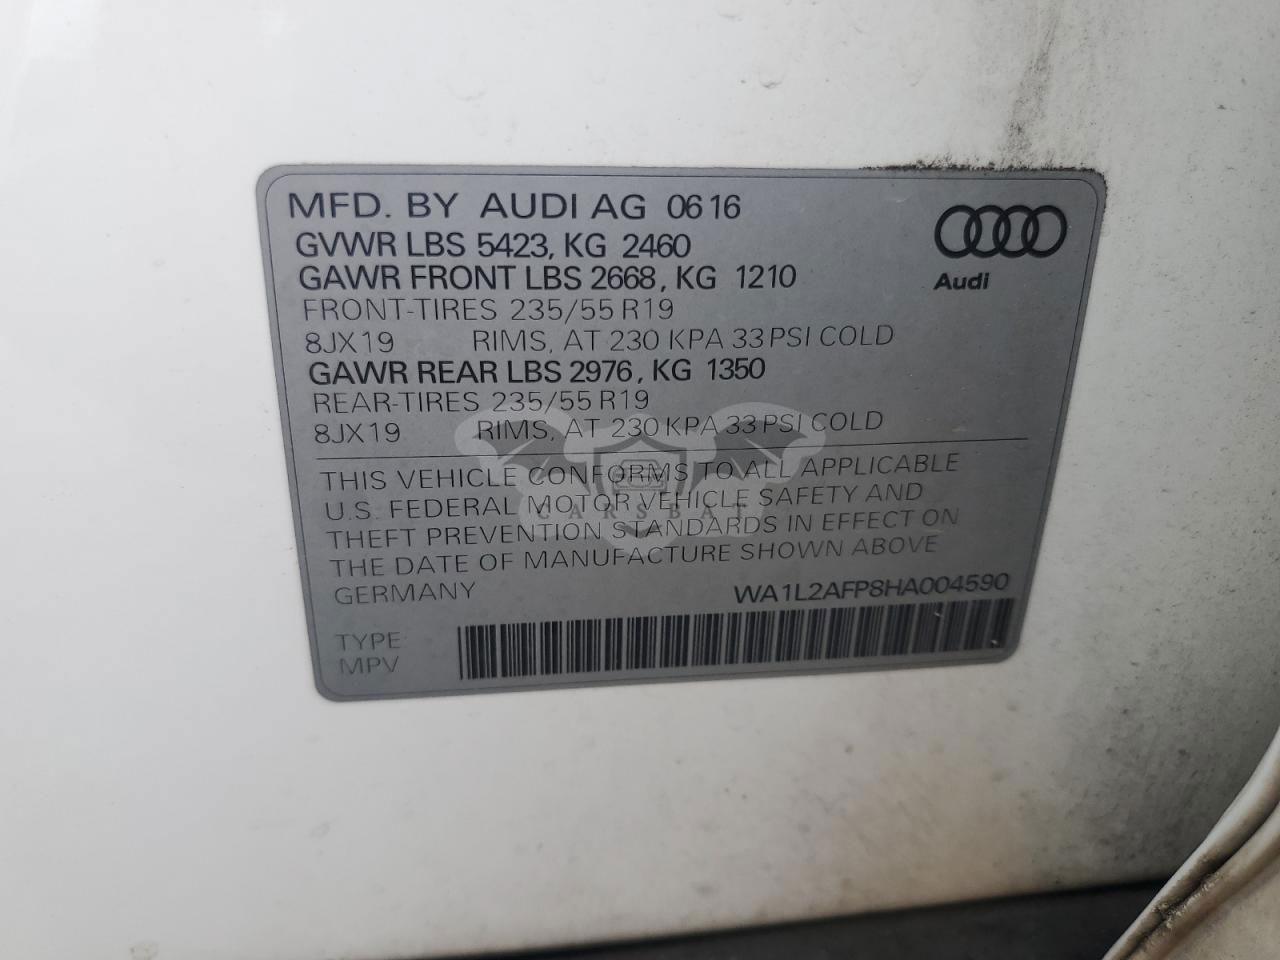 MFD. BY AUDI AG 0616
GVWR LBS 5423, KG 2460
GAWR FRONT LBS 2668, KG 1210
FRONT-TIRES 235/55 R19
8JX19 RIMS, AT 230 KPA 33 PSI COLD
GAWR REAR LBS 2976, KG 1350
REAR-TIRES 235/55 R19
8JX19 RIMS, AT 230 KPA 33 PSI COLD
Audi
THIS VEHICLE CONFORMS TO ALL APPLICABLE
U.S. FEDERAL MOTOR VEHICLE SAFETY AND
THEFT PREVENTION STANDARDS IN EFFECT ON
THE DATE OF MANUFACTURE SHOWN ABOVE
GERMANY WA1L2AFP8HA004590
TYPE
MPV
CARSBAT